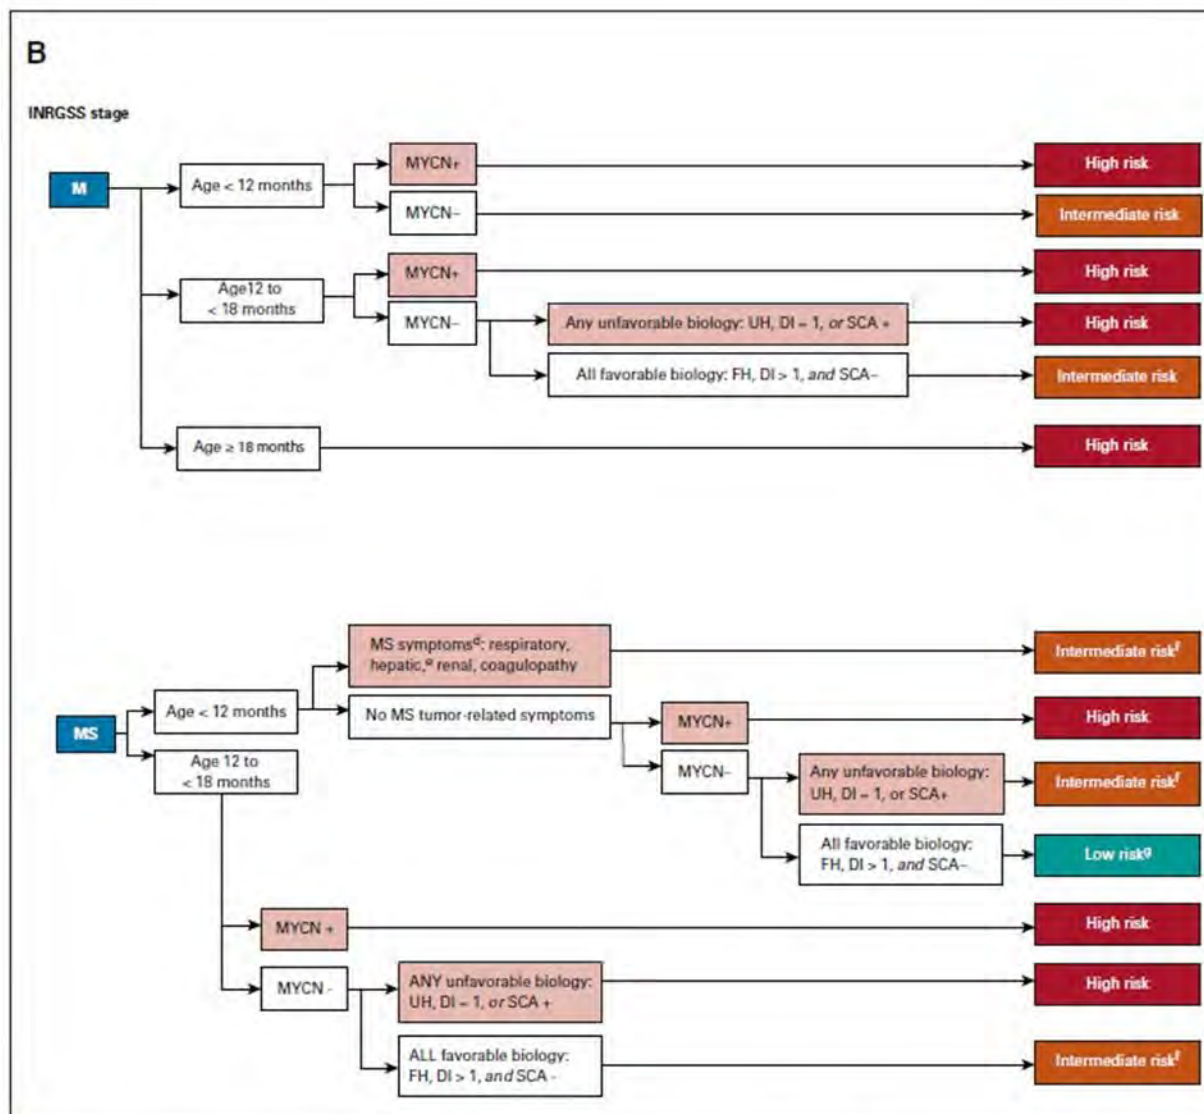 B
INRGSS stage
M
Age < 12 months
MYCN+
High risk
MYCN–
Intermediate risk
Age12 to
< 18 months
MYCN+
High risk
MYCN–
Any unfavorable biology: UH, DI = 1, or SCA +
High risk
All favorable biology: FH, DI > 1, and SCA–
Intermediate risk
Age ≥ 18 months
High risk
MS
Age < 12 months
MS symptomsᵈ: respiratory,
hepatic,ᵉ renal, coagulopathy
Intermediate riskᶠ
No MS tumor-related symptoms
MYCN+
High risk
MYCN–
Any unfavorable biology:
UH, DI = 1, or SCA+
Intermediate riskᶠ
All favorable biology:
FH, DI > 1, and SCA–
Low riskᵍ
Age 12 to
< 18 months
MYCN +
High risk
MYCN -
ANY unfavorable biology:
UH, DI = 1, or SCA +
High risk
ALL favorable biology:
FH, DI > 1, and SCA -
Intermediate riskᶠ